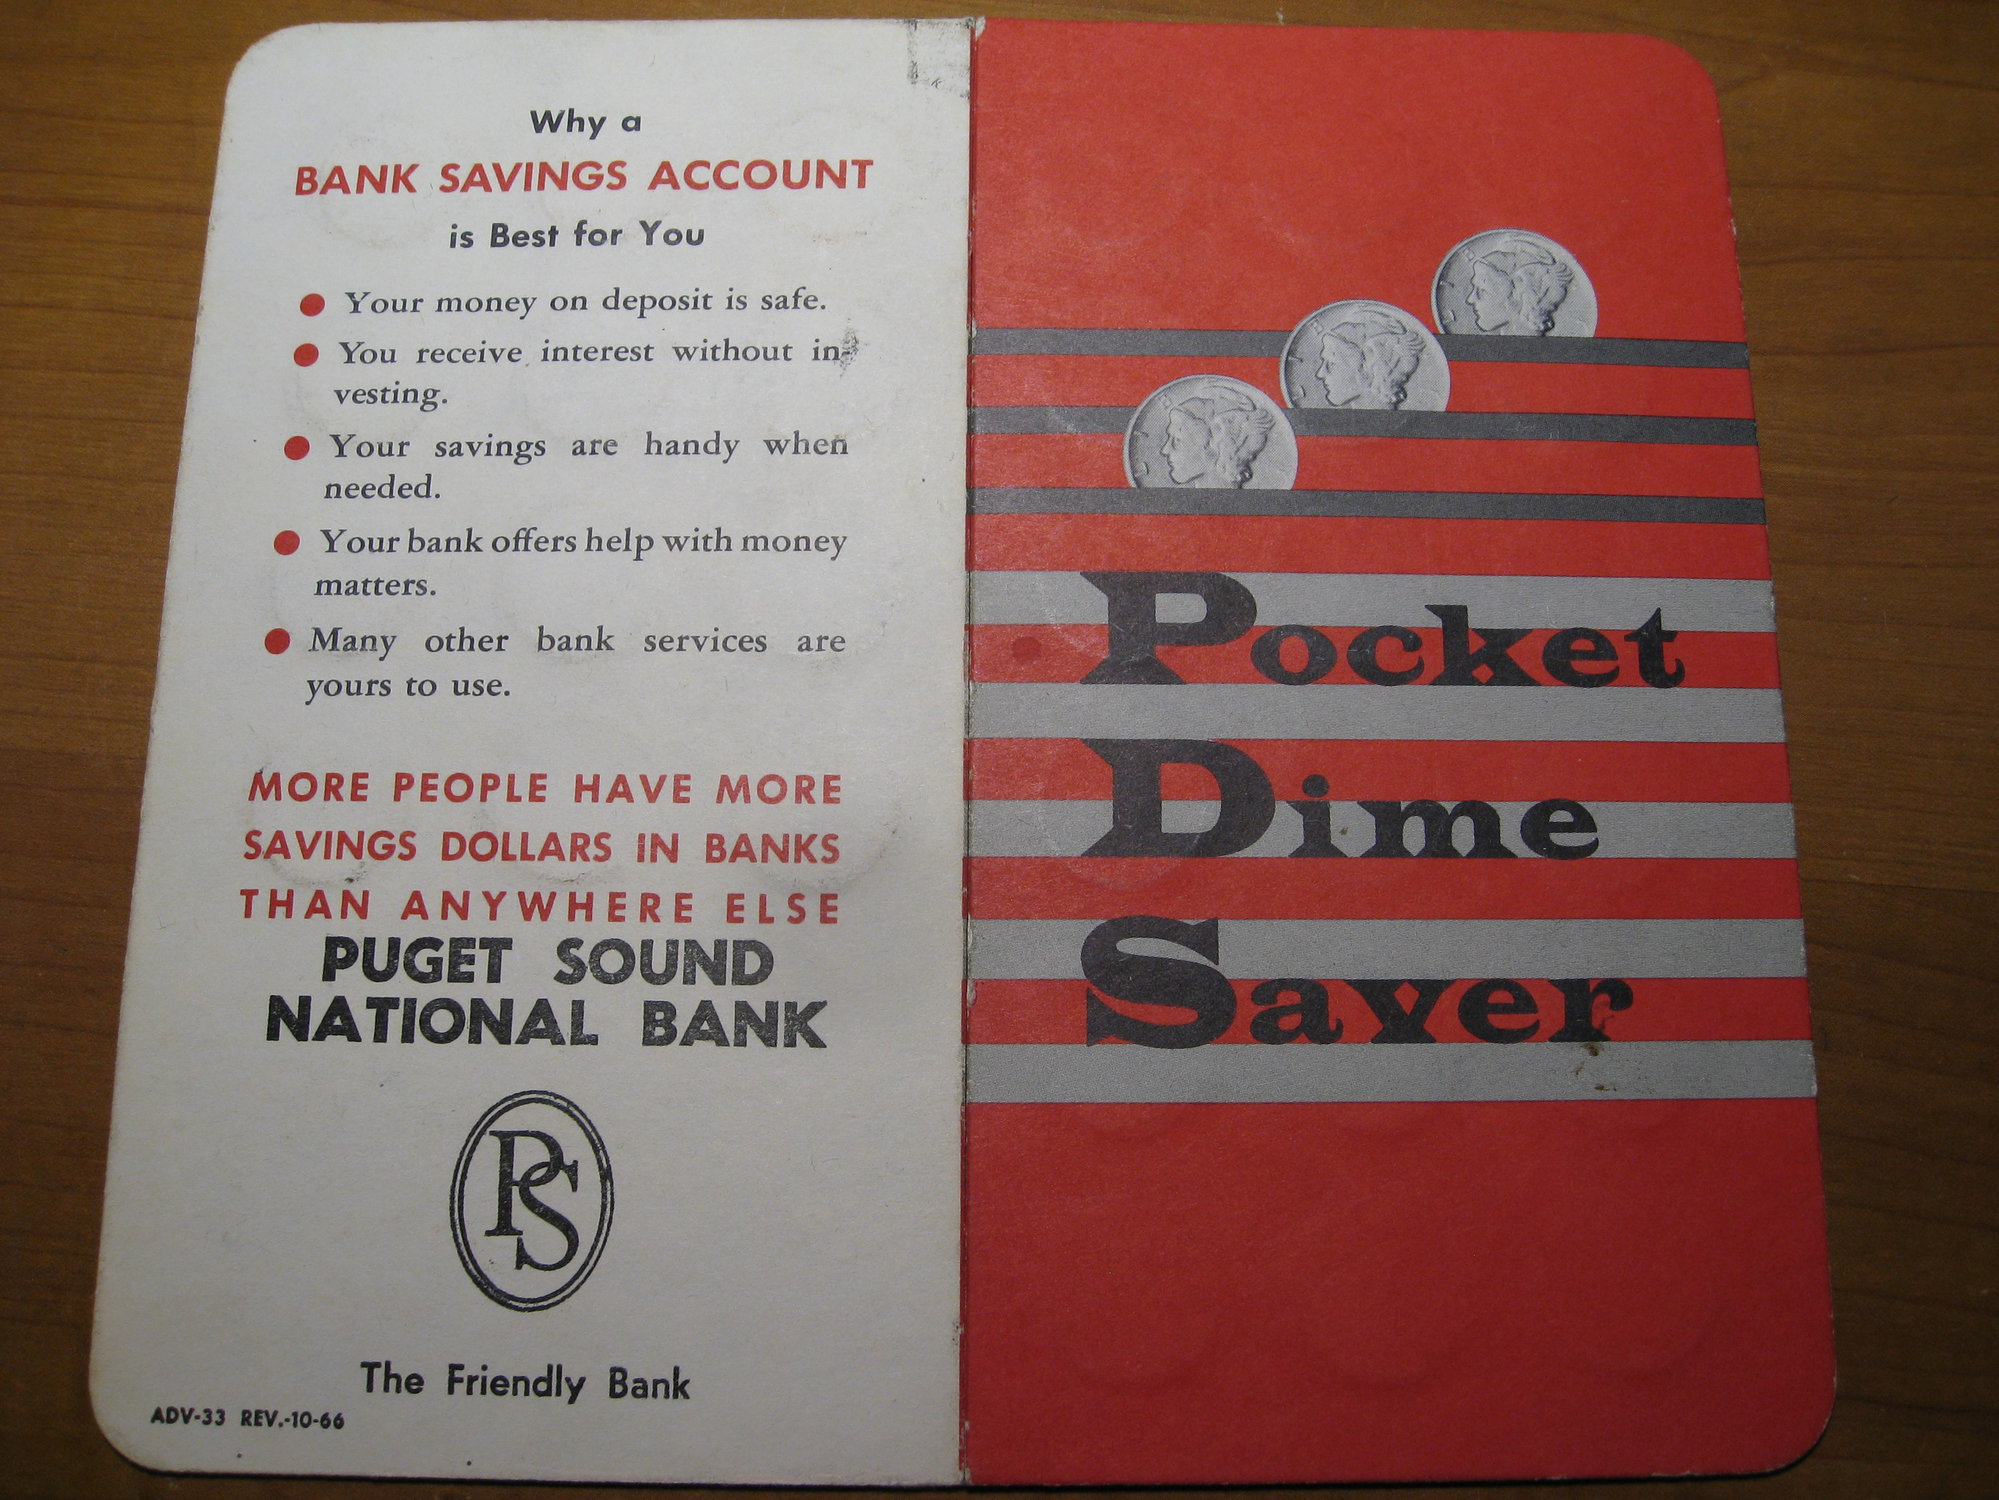 Why a
BANK SAVINGS ACCOUNT
is Best for You
Your money on deposit is safe.
You receive interest without in-
vesting.
Your savings are handy when
needed.
Your bank offers help with money
matters.
Many other bank services are
yours to use.
MORE PEOPLE HAVE MORE
SAVINGS DOLLARS IN BANKS
THAN ANYWHERE ELSE
PUGET SOUND
NATIONAL BANK
PS
The Friendly Bank
ADV-33 REV.-10-66
Pocket
Dime
Saver